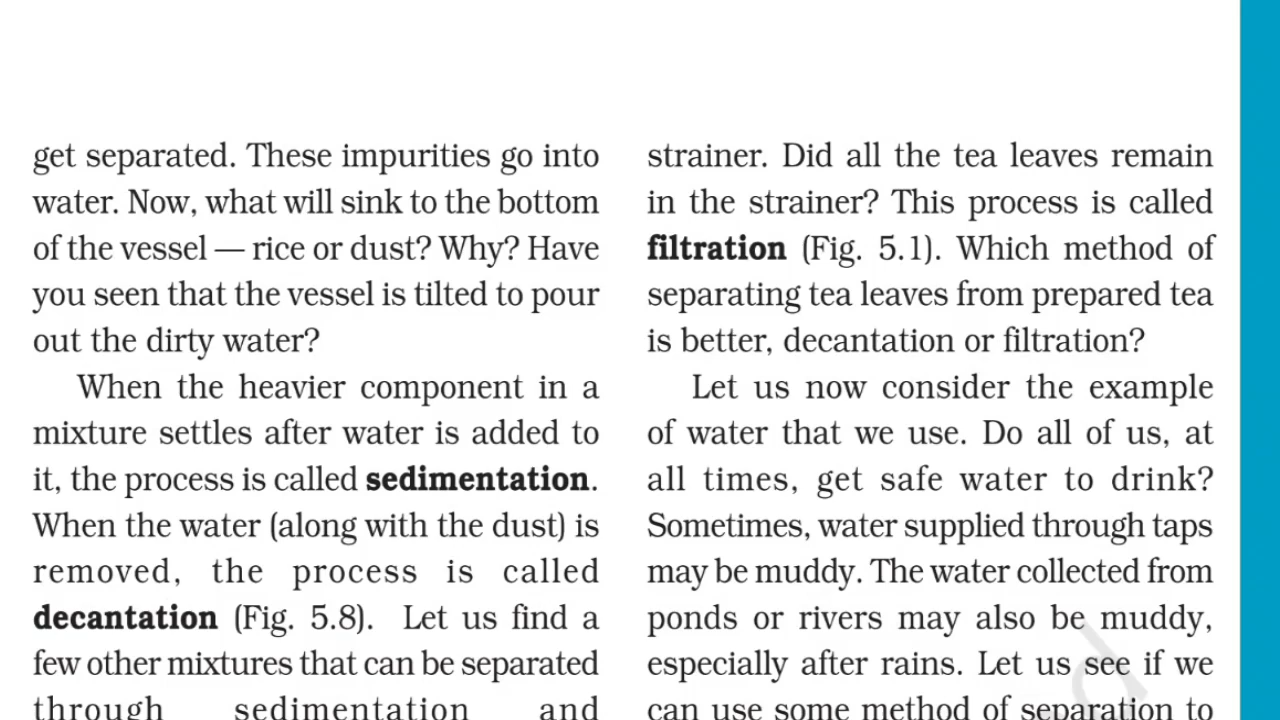 get separated. These impurities go into
water. Now, what will sink to the bottom
of the vessel — rice or dust? Why? Have
you seen that the vessel is tilted to pour
out the dirty water?
When the heavier component in a
mixture settles after water is added to
it, the process is called sedimentation.
When the water (along with the dust) is
removed, the process is called
decantation (Fig. 5.8). Let us find a
few other mixtures that can be separated
through sedimentation and
strainer. Did all the tea leaves remain
in the strainer? This process is called
filtration (Fig. 5.1). Which method of
separating tea leaves from prepared tea
is better, decantation or filtration?
Let us now consider the example
of water that we use. Do all of us, at
all times, get safe water to drink?
Sometimes, water supplied through taps
may be muddy. The water collected from
ponds or rivers may also be muddy,
especially after rains. Let us see if we
can use some method of separation to